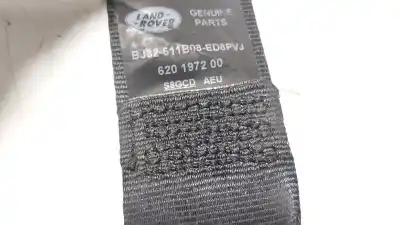 LAND
ROVER
GENUINE
PARTS
BJ32-611B08-ED8PVJ
620 1972 00
S8GCD AEU